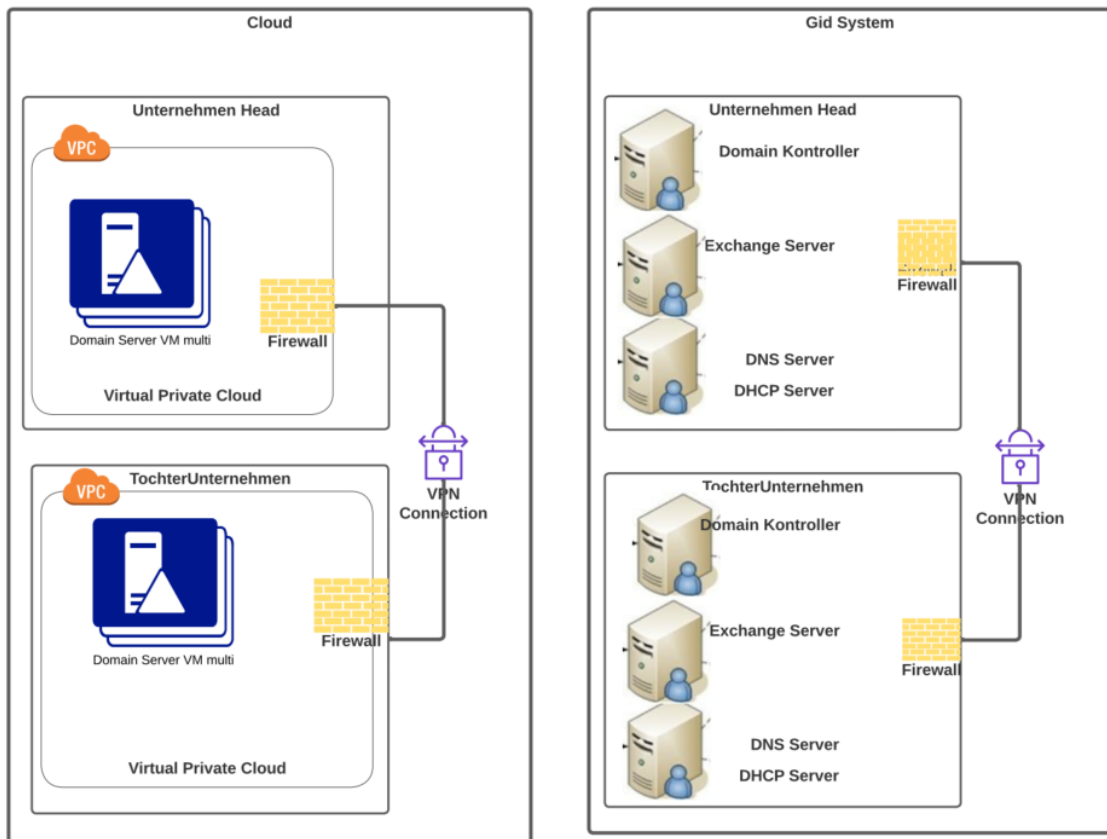 Cloud
Unternehmen Head
VPC
Domain Server VM multi
Firewall
Virtual Private Cloud
TochterUnternehmen
VPC
Domain Server VM multi
Firewall
Virtual Private Cloud
VPN
Connection
Gid System
Unternehmen Head
Domain Kontroller
Exchange Server
Firewall
DNS Server
DHCP Server
TochterUnternehmen
Domain Kontroller
Exchange Server
Firewall
DNS Server
DHCP Server
VPN
Connection